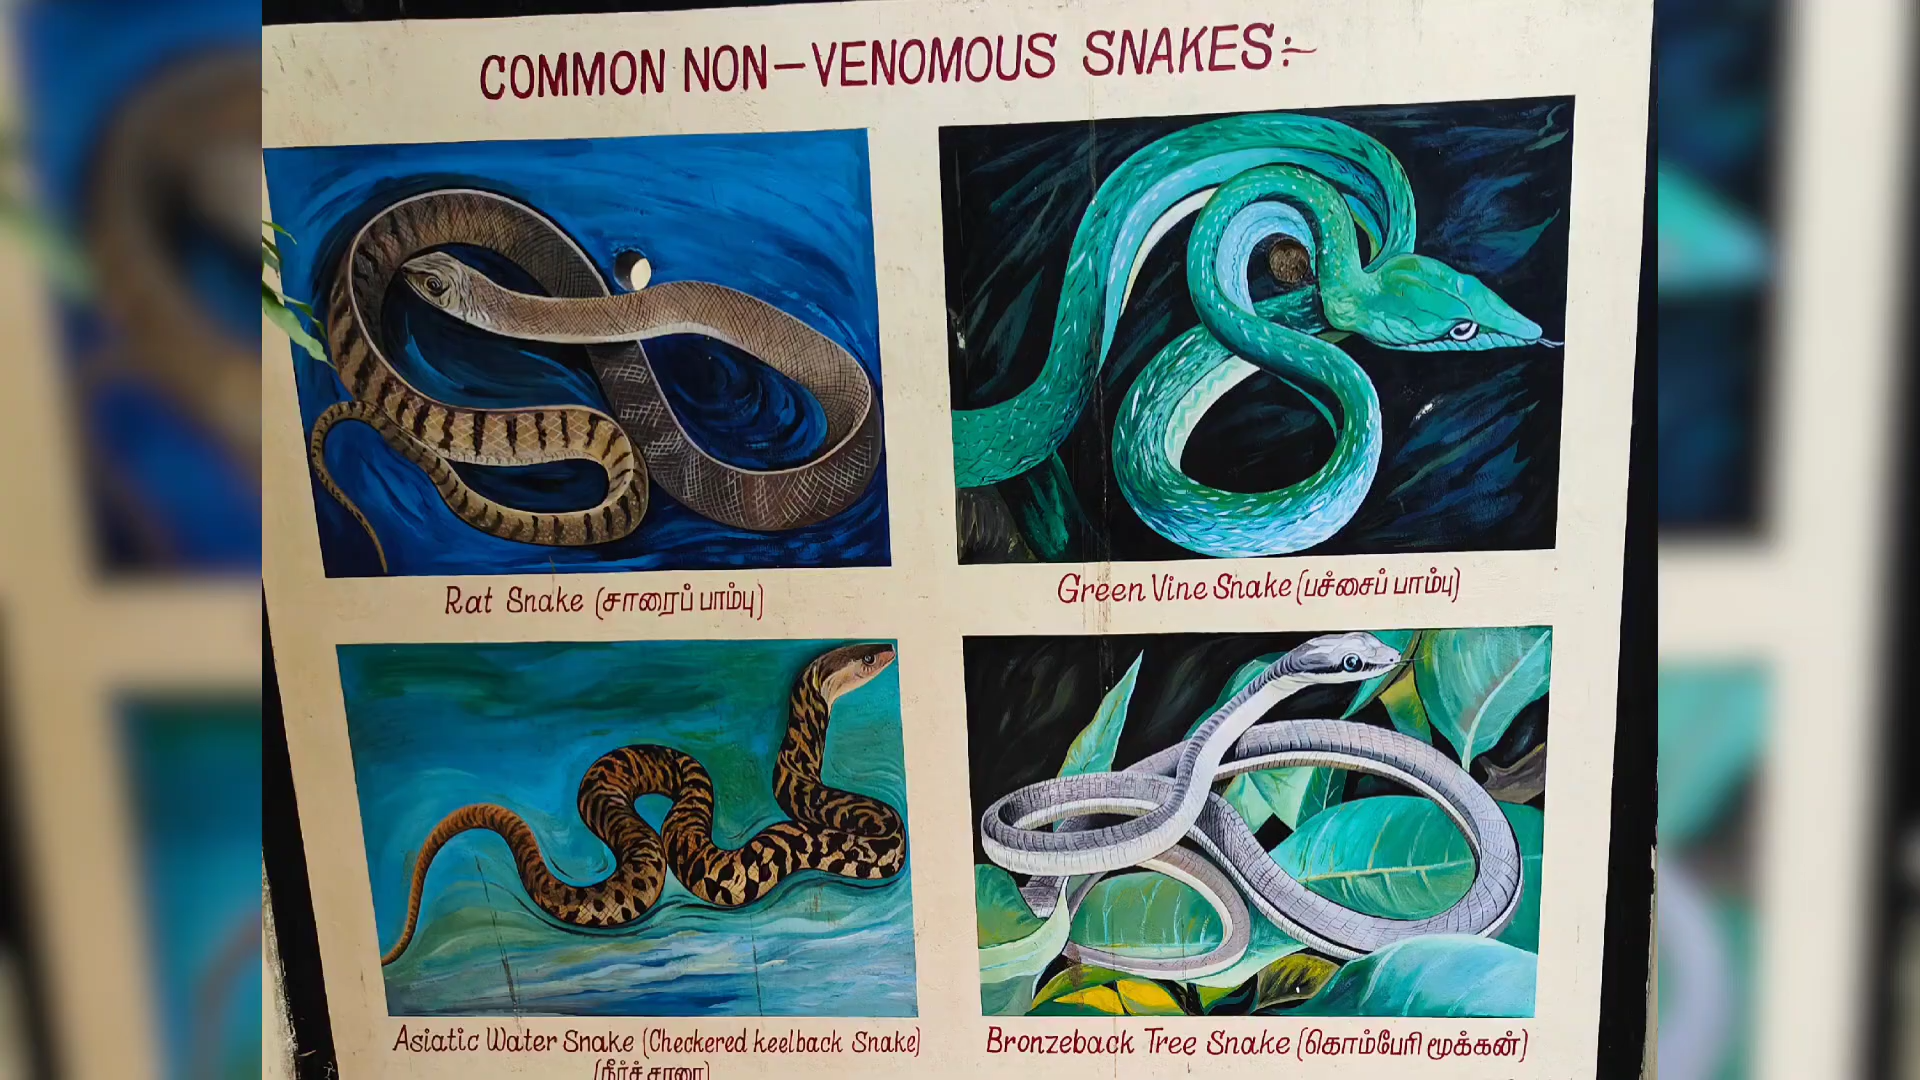 COMMON NON-VENOMOUS SNAKES:-
Rat Snake (சாரைப் பாம்பு)
Green Vine Snake (பச்சைப் பாம்பு)
Asiatic Water Snake (Checkered keelback Snake)
Bronzeback Tree Snake (கொம்பேரி மூக்கன்)
(நீர்ச் சாரை)